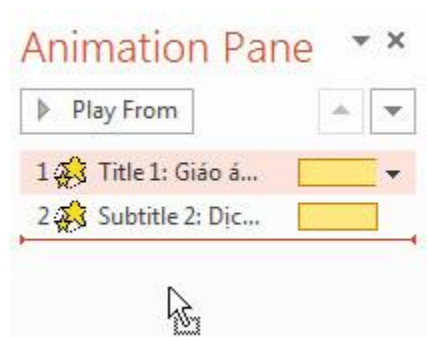 Animation Pane
Play From
1 Title 1: Giáo á...
2 Subtitle 2: Dịc...